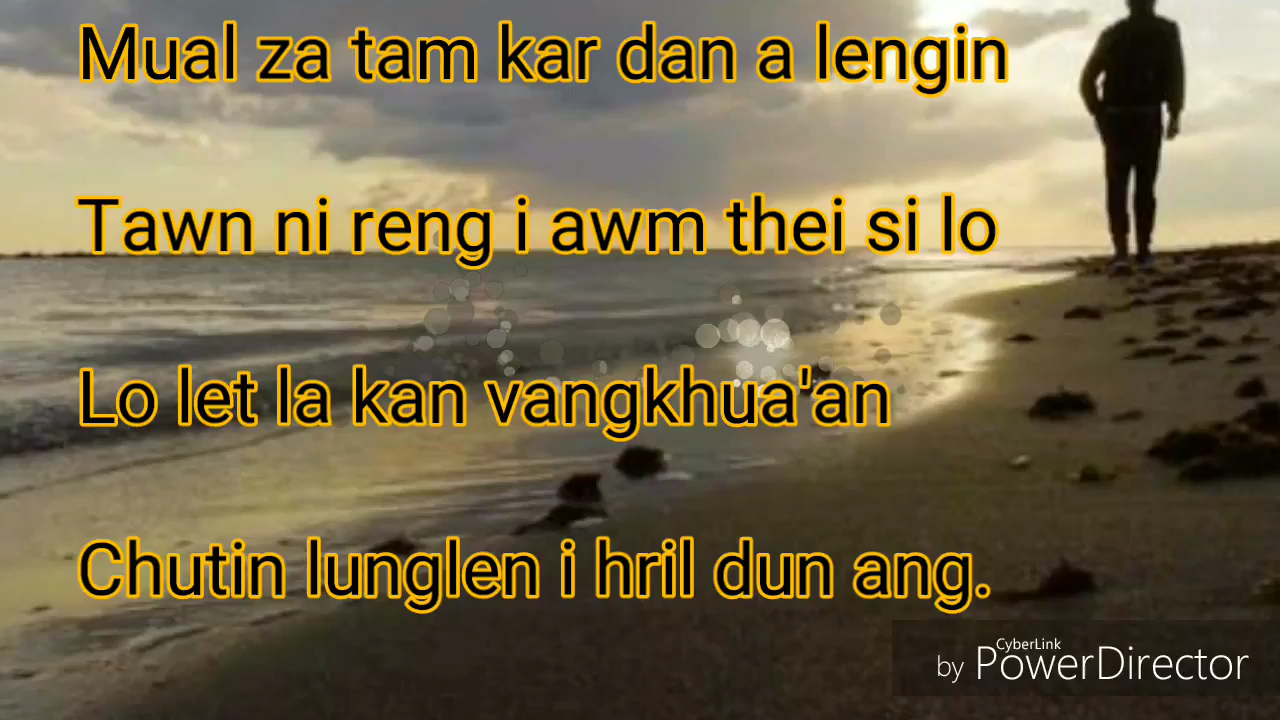 Mual za tam kar dan a lengin
Tawn ni reng i awm thei si lo
Lo let la kan vangkhua'an
Chutin lunglen i hril dun ang.
CyberLink
by PowerDirector